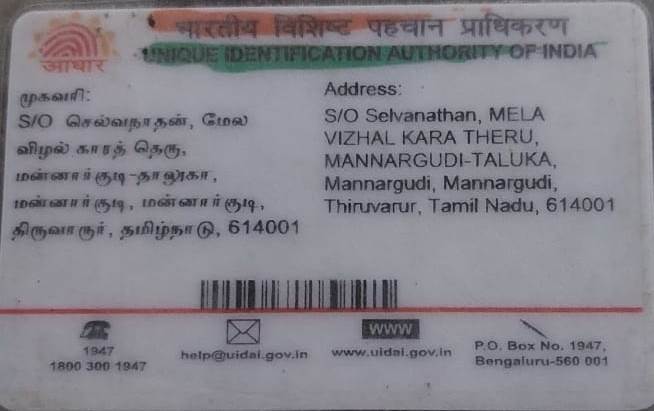 भारतीय विशिष्ट पहचान प्राधिकरण
UNIQUE IDENTIFICATION AUTHORITY OF INDIA
आधार
முகவரி:
S/O செல்வநாதன், மேல
விழல் காரத் தெரு,
மன்னார்குடி-தாலுகா,
மன்னார்குடி, மன்னார்குடி,
திருவாரூர், தமிழ்நாடு, 614001
Address:
S/O Selvanathan, MELA
VIZHAL KARA THERU,
MANNARGUDI-TALUKA,
Mannargudi, Mannargudi,
Thiruvarur, Tamil Nadu, 614001
1947
1800 300 1947
help@uidai.gov.in
WWW
www.uidai.gov.in
P.O. Box No. 1947,
Bengaluru-560 001